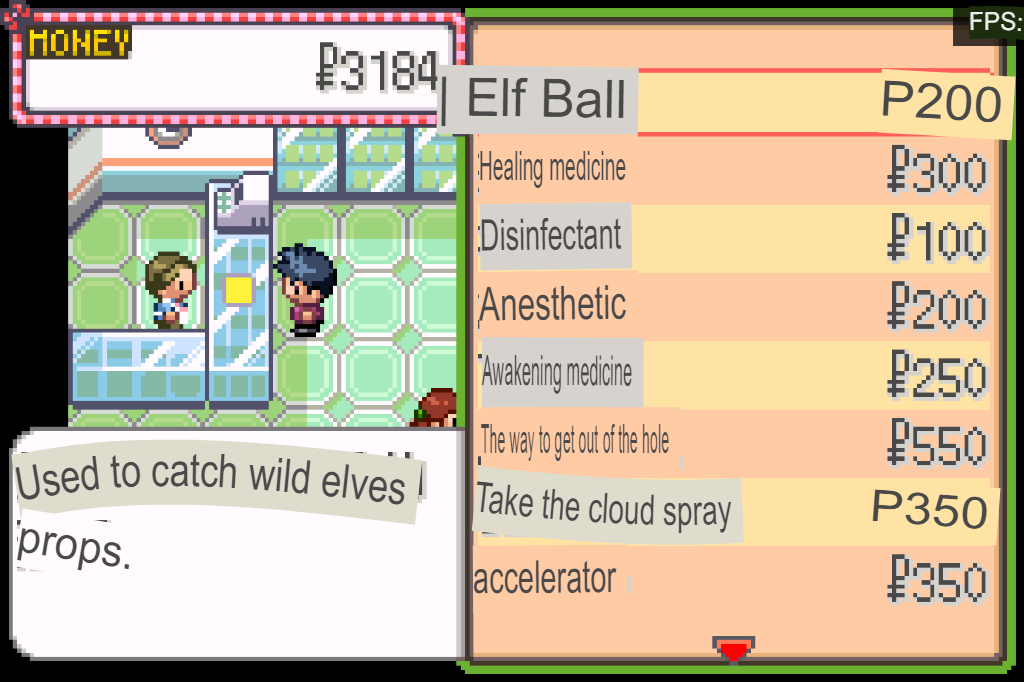 MONEY
₽3184
FPS:
Elf Ball P200
Healing medicine ₽300
Disinfectant ₽100
Anesthetic ₽200
Awakening medicine ₽250
The way to get out of the hole ₽550
Take the cloud spray P350
accelerator ₽350
Used to catch wild elves
props.